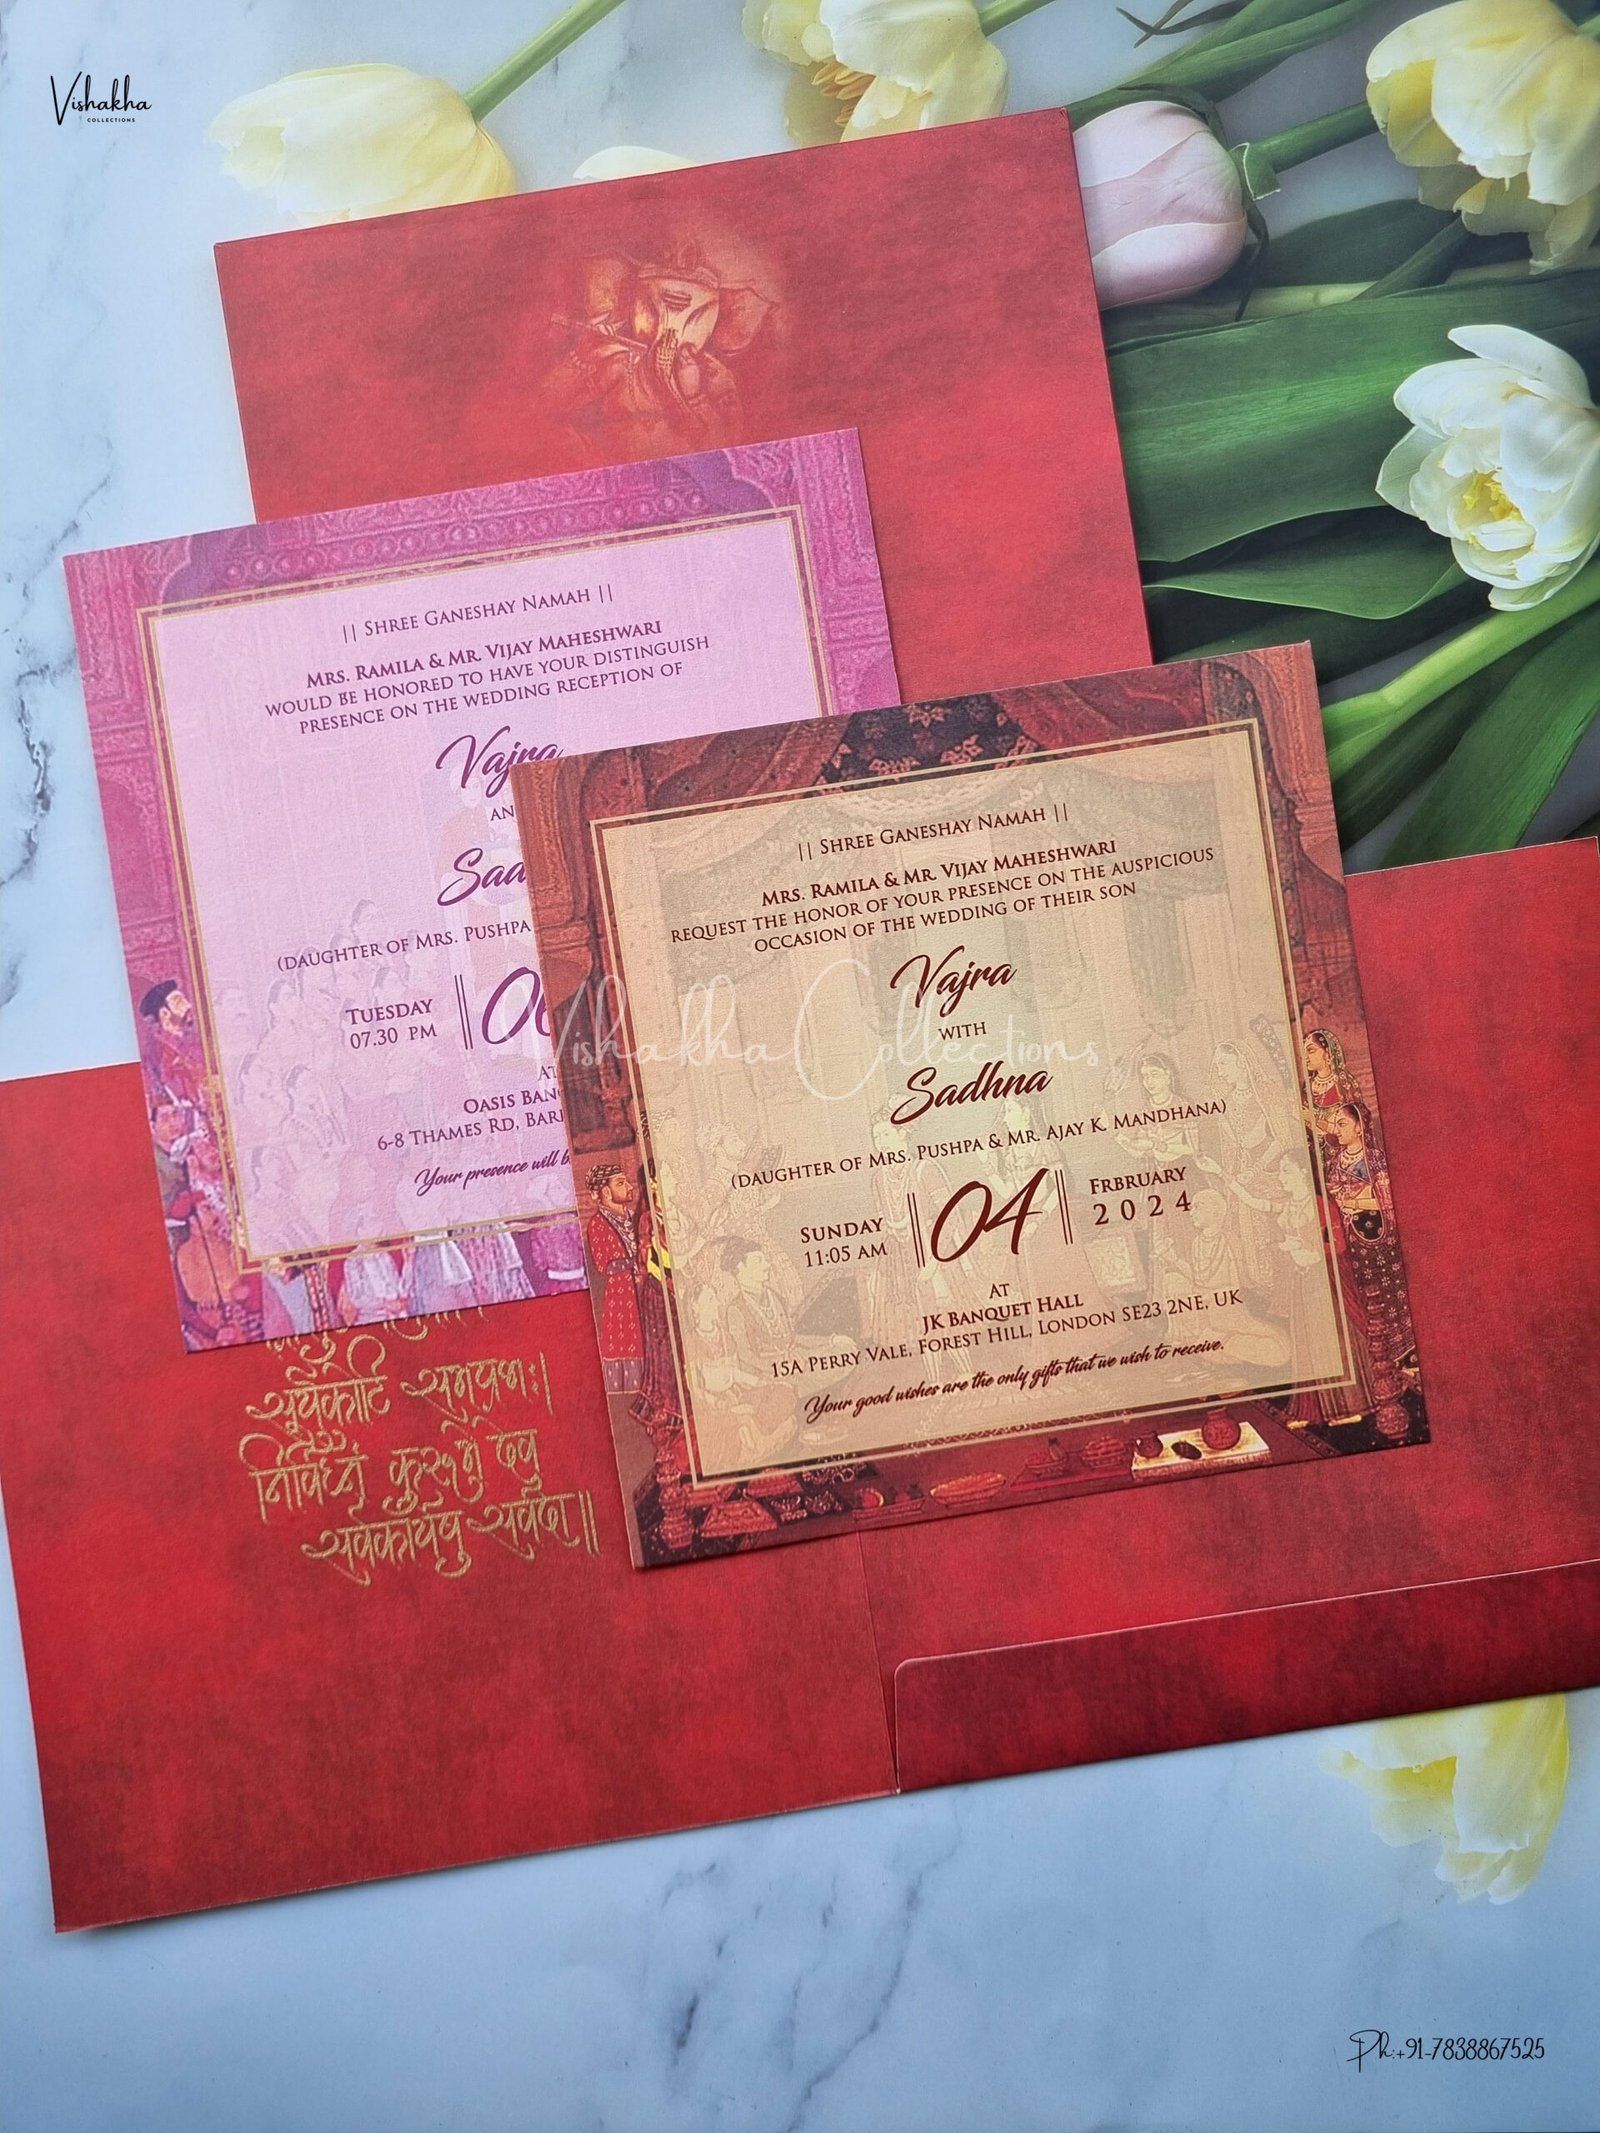 Vishakha
COLLECTIONS
|| Shree Ganeshay Namah ||
Mrs. Ramila & Mr. Vijay Maheshwari
would be honored to have your distinguish
presence on the wedding reception of
Vajra
(daughter of Mrs. Pushpa
Tuesday
07.30 PM
6-8 Thames Rd,
Your presence will
|| Shree Ganeshay Namah ||
Mrs. Ramila & Mr. Vijay Maheshwari
request the honor of your presence on the auspicious
occasion of the wedding of their son
Vajra
with
Sadhna
(daughter of Mrs. Pushpa & Mr. Ajay K. Mandhana)
Sunday
11:05 AM
04
Frbruary
2024
at
JK Banquet Hall
15A Perry Vale, Forest Hill, London SE23 2NE, UK
Your good wishes are the only gifts that we wish to receive.
Vishakha Collections
सूर्यकोटि समप्रभः।
निर्विघ्नं कुरूमे देव
सर्वकार्येषु सर्वदा॥
Ph:+91-7838867525